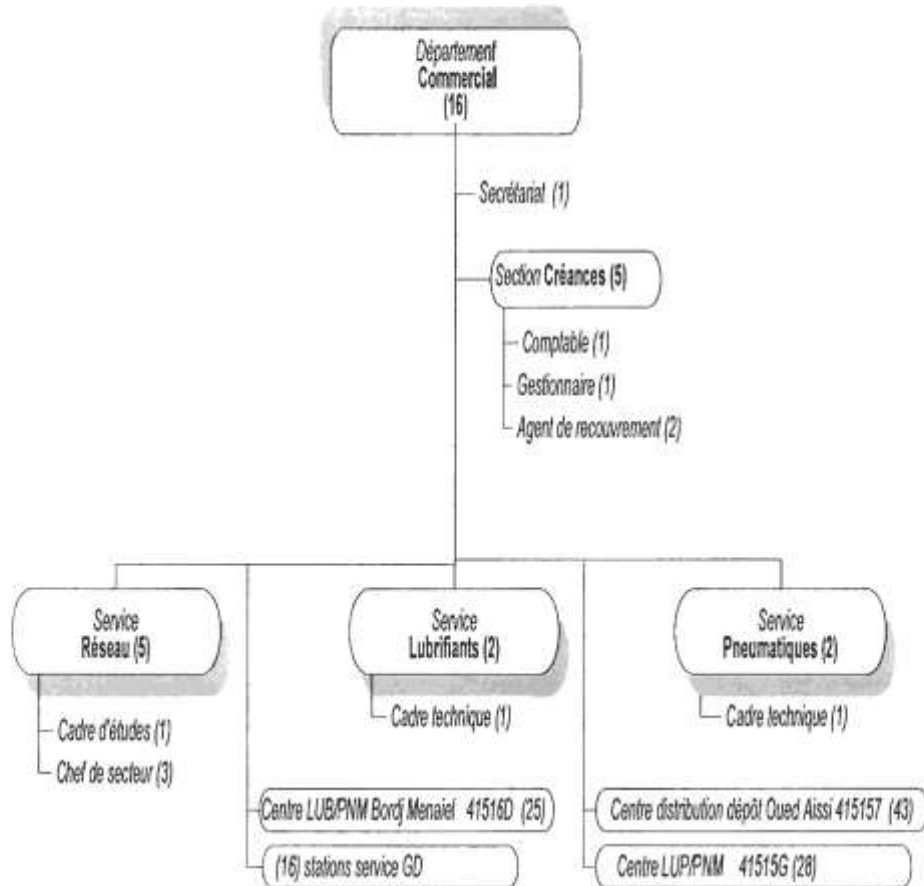 Département
Commercial
(16)
Secrétariat (1)
Section Créances (5)
Comptable (1)
Gestionnaire (1)
Agent de recouvrement (2)
Service
Réseau (5)
Service
Lubrifiants (2)
Service
Pneumatiques (2)
Cadre d'études (1)
Chef de secteur (3)
Cadre technique (1)
Cadre technique (1)
Centre LUB/PNM Bordj Menaiel 41516D (25)
(16) stations service GD
Centre distribution dépôt Oued Aissi 415157 (43)
Centre LUP/PNM 41515G (28)